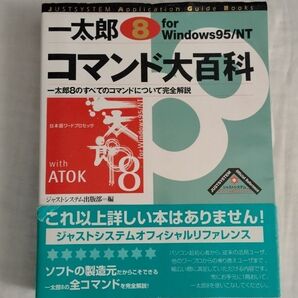 JUSTSYSTEM Application Guide Books
一太郎8 for Windows95/NT
コマンド大百科
一太郎8のすべてのコマンドについて完全解説
日本語ワードプロセッサ
一太郎8
for Windows95/NT
with
ATOK
ジャストシステム出版部=編
これ以上詳しい本はありません!
ジャストシステムオフィシャルリファレンス
ソフトの製造元だからこそできる
一太郎8の全コマンドを完全解説!